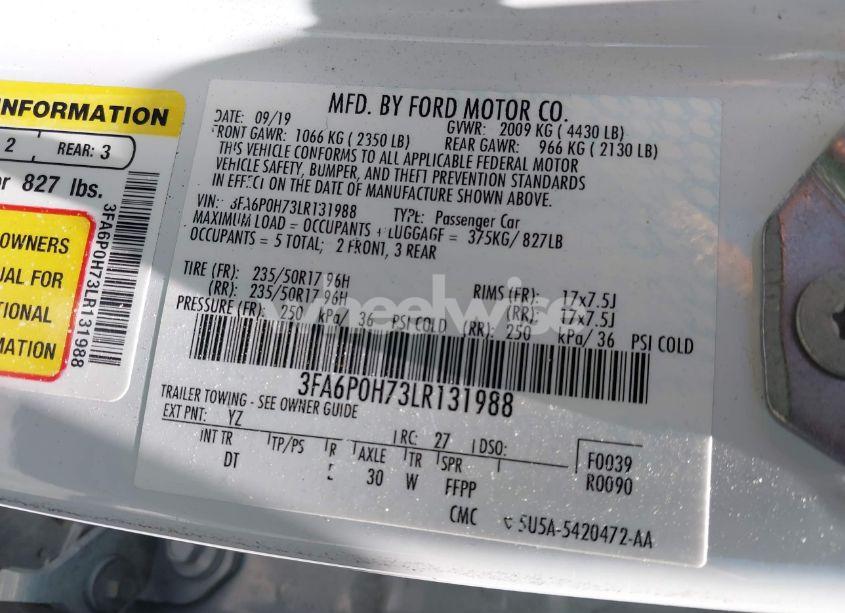 INFORMATION
2 REAR: 3
or 827 lbs.
OWNERS
UAL FOR
TIONAL
MATION
3FA6P0H73LR131988
MFD. BY FORD MOTOR CO.
DATE: 09/19 GVWR: 2009 KG ( 4430 LB)
FRONT GAWR: 1066 KG ( 2350 LB) REAR GAWR: 966 KG ( 2130 LB)
THIS VEHICLE CONFORMS TO ALL APPLICABLE FEDERAL MOTOR
VEHICLE SAFETY, BUMPER, AND THEFT PREVENTION STANDARDS
IN EFFECT ON THE DATE OF MANUFACTURE SHOWN ABOVE.
VIN: 3FA6P0H73LR131988 TYPE: Passenger Car
MAXIMUM LOAD = OCCUPANTS + LUGGAGE = 375KG/ 827LB
OCCUPANTS = 5 TOTAL; 2 FRONT, 3 REAR
TIRE (FR): 235/50R17 96H RIMS (FR): 17x7.5J
(RR): 235/50R17 96H (RR): 17x7.5J
PRESSURE (FR): 250 kPa/ 36 PSI COLD (RR): 250 kPa/ 36 PSI COLD
wheelwise
3FA6P0H73LR131988
TRAILER TOWING - SEE OWNER GUIDE
EXT PNT: YZ RC: 27 DSO: F0039
INT TR TP/PS R AXLE TR SPR R0090
DT E 30 W FFPP
CMC 5U5A-5420472-AA